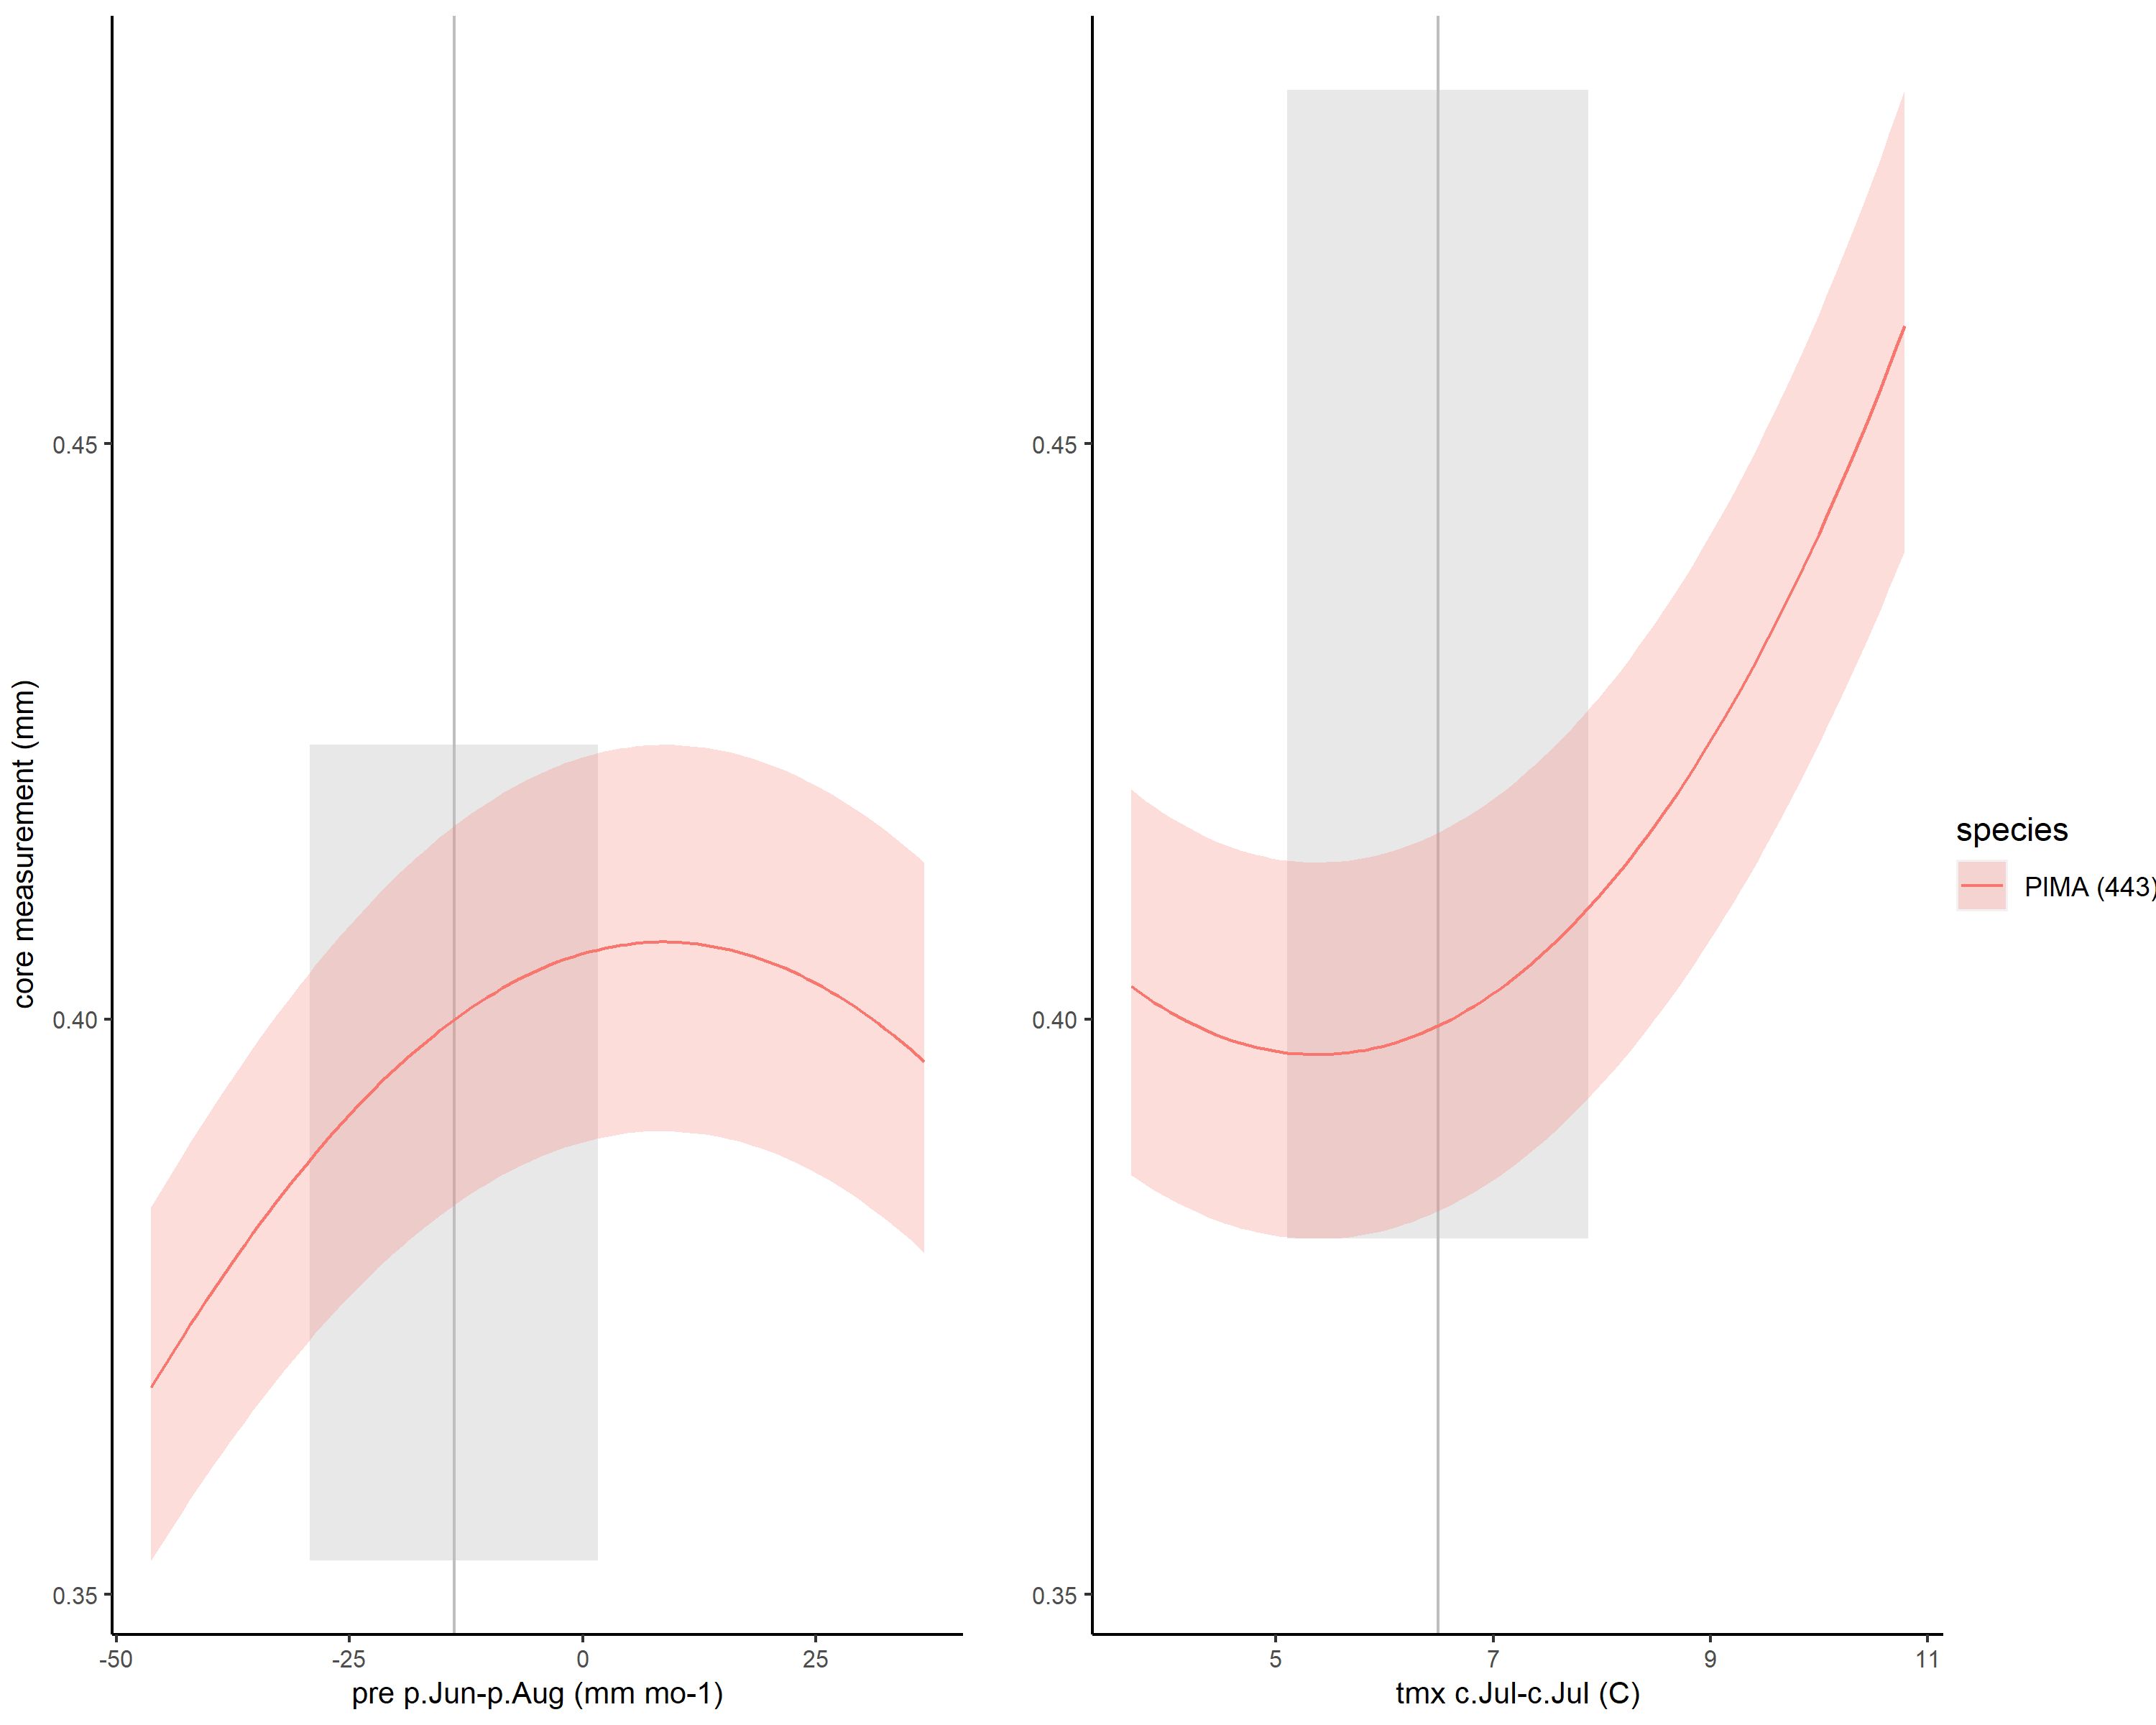 core measurement (mm)
0.45
0.40
0.35
-50 -25 0 25
pre p.Jun-p.Aug (mm mo-1)
0.45
0.40
0.35
5 7 9 11
tmx c.Jul-c.Jul (C)
species
PIMA (443)